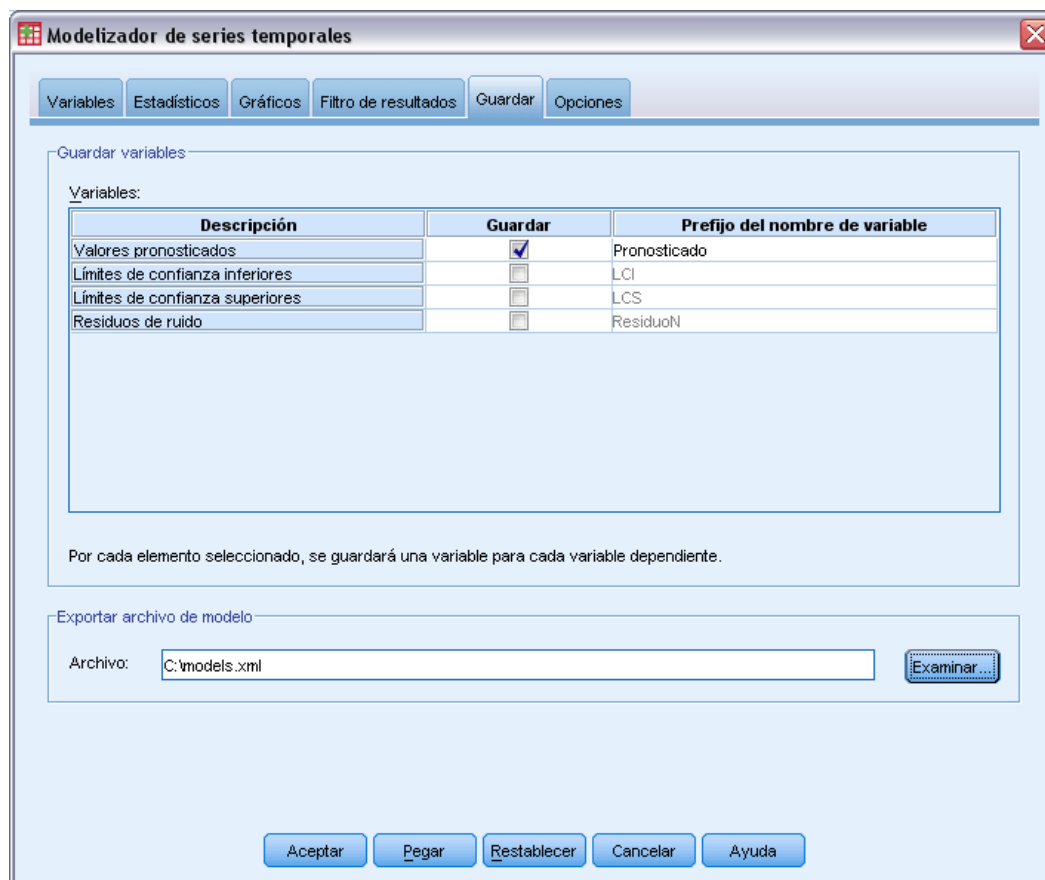 Modelizador de series temporales
Variables Estadísticos Gráficos Filtro de resultados Guardar Opciones
Guardar variables
Variables:
Descripción Guardar Prefijo del nombre de variable
Valores pronosticados Pronosticado
Límites de confianza inferiores LCI
Límites de confianza superiores LCS
Residuos de ruido ResiduoN
Por cada elemento seleccionado, se guardará una variable para cada variable dependiente.
Exportar archivo de modelo
Archivo: C:\models.xml Examinar...
Aceptar Pegar Restablecer Cancelar Ayuda